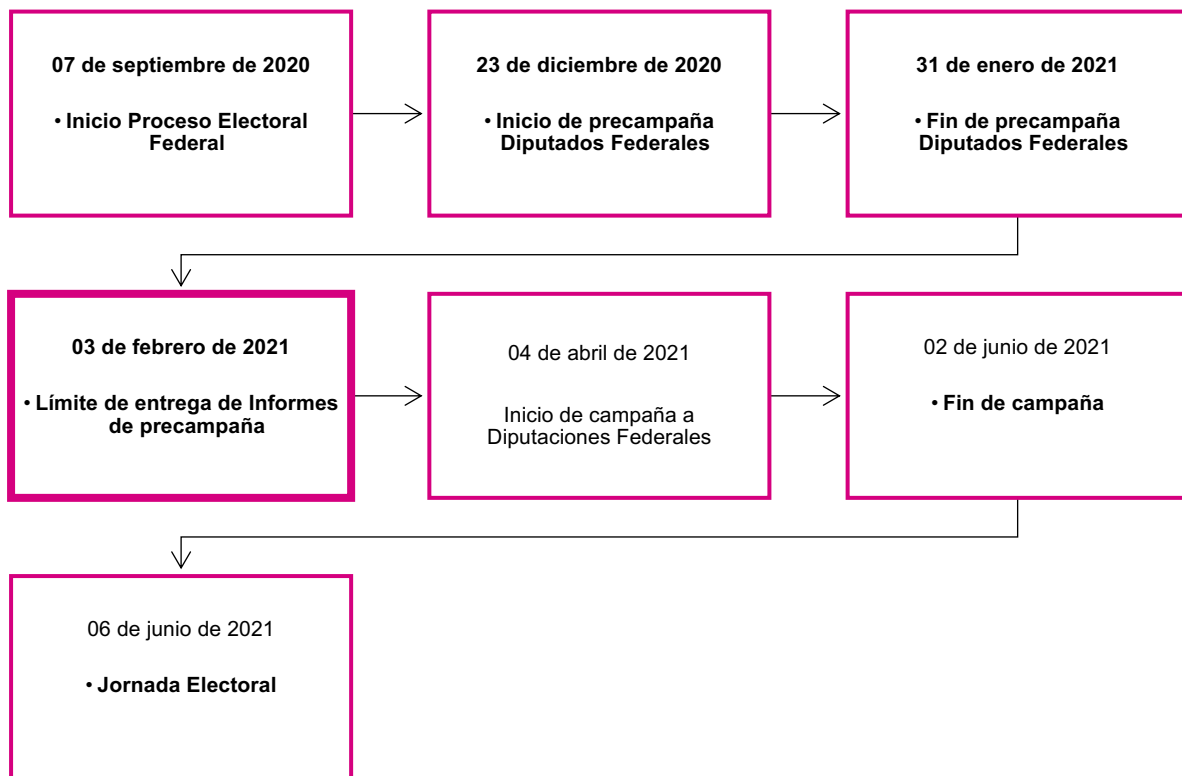 07 de septiembre de 2020
• Inicio Proceso Electoral
Federal
23 de diciembre de 2020
• Inicio de precampaña
Diputados Federales
31 de enero de 2021
• Fin de precampaña
Diputados Federales
03 de febrero de 2021
• Límite de entrega de Informes
de precampaña
04 de abril de 2021
Inicio de campaña a
Diputaciones Federales
02 de junio de 2021
• Fin de campaña
06 de junio de 2021
• Jornada Electoral